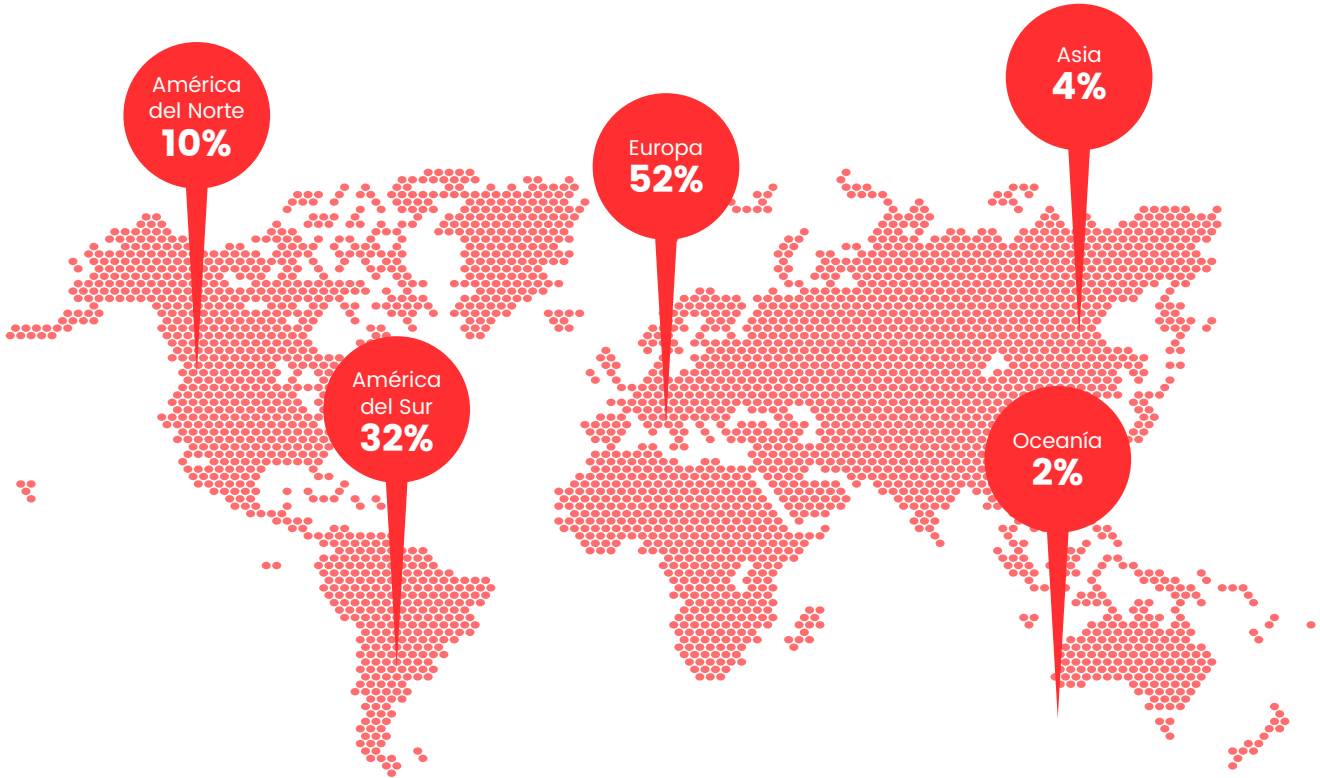 América
del Norte
10%
Europa
52%
Asia
4%
América
del Sur
32%
Oceanía
2%